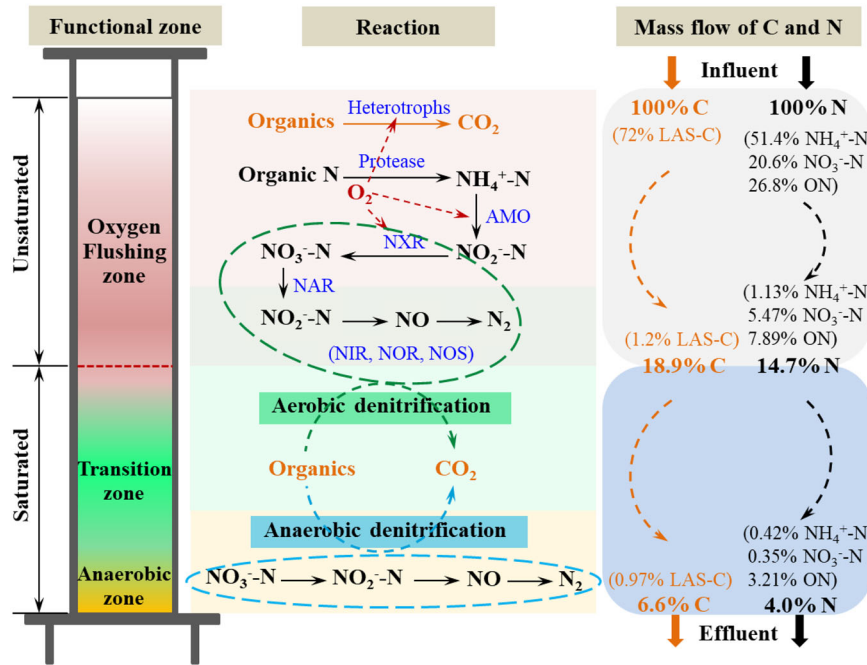 Functional zone
Reaction
Mass flow of C and N
Unsaturated
Saturated
Oxygen
Flushing
zone
Transition
zone
Anaerobic
zone
Heterotrophs
Organics
CO₂
Protease
Organic N
NH₄⁺-N
O₂
AMO
NXR
NO₃⁻-N
NO₂⁻-N
NAR
NO₂⁻-N
NO
N₂
(NIR, NOR, NOS)
Aerobic denitrification
Organics
CO₂
Anaerobic denitrification
NO₃⁻-N
NO₂⁻-N
NO
N₂
Influent
100% C
100% N
(72% LAS-C)
(51.4% NH₄⁺-N
20.6% NO₃⁻-N
26.8% ON)
(1.13% NH₄⁺-N
5.47% NO₃⁻-N
(1.2% LAS-C)
7.89% ON)
18.9% C
14.7% N
(0.42% NH₄⁺-N
0.35% NO₃⁻-N
(0.97% LAS-C)
3.21% ON)
6.6% C
4.0% N
Effluent